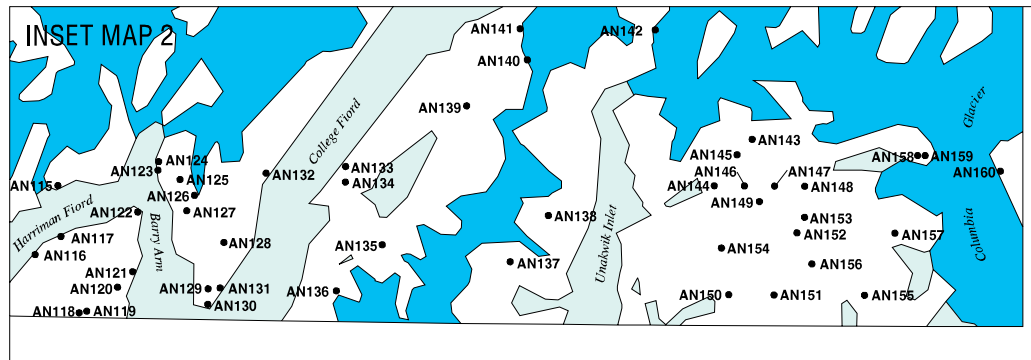 INSET MAP 2
AN141
AN142
AN140
AN139
Glacier
College Fiord
AN143
AN145
AN158
AN159
AN124
AN123
AN133
AN125
AN132
AN134
AN146
AN147
AN160
AN115
AN126
AN144
AN148
AN149
AN122
AN127
AN138
AN153
Harriman Fiord
Barry Arm
Unakwik Inlet
Columbia
AN117
AN128
AN135
AN152
AN157
AN116
AN154
AN137
AN156
AN121
AN120
AN129
AN131
AN136
AN150
AN151
AN155
AN130
AN118
AN119